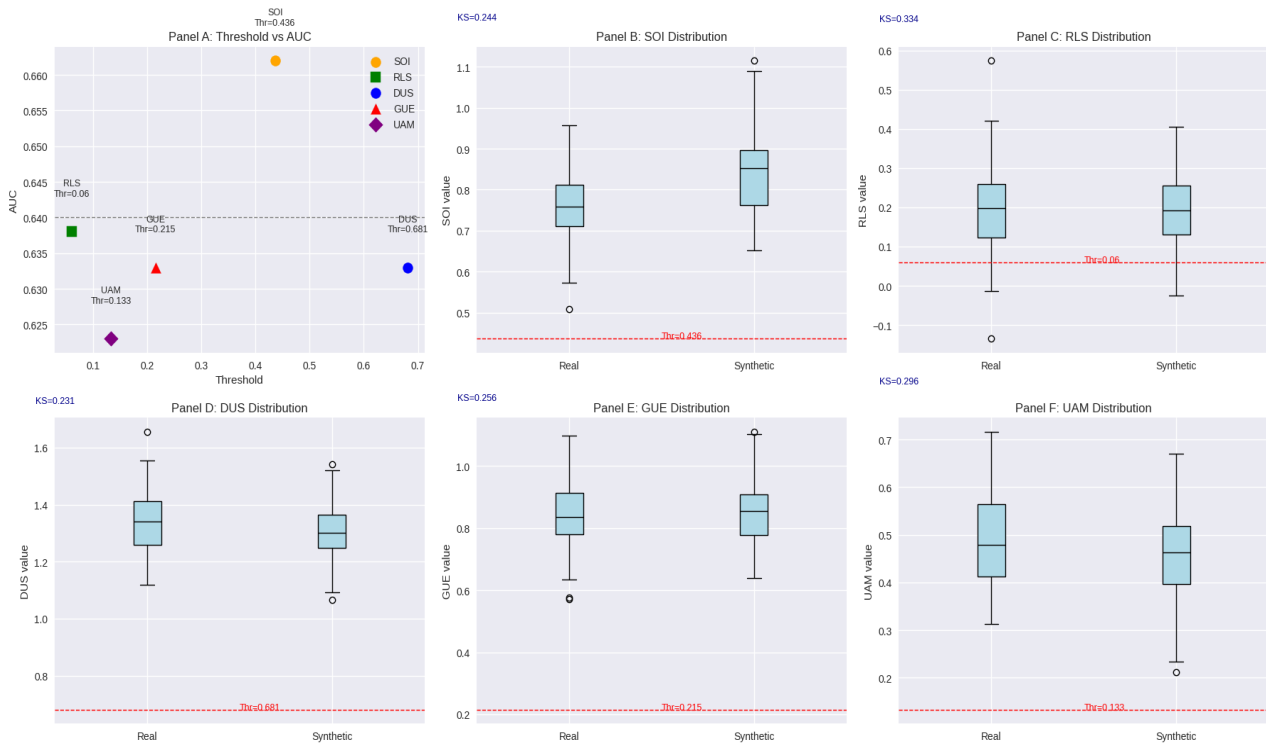 SOI
Thr=0.436
Panel A: Threshold vs AUC
AUC
0.660
0.655
0.650
0.645
0.640
0.635
0.630
0.625
SOI
RLS
DUS
GUE
UAM
RLS
Thr=0.06
GUE
Thr=0.215
DUS
Thr=0.681
UAM
Thr=0.133
0.1 0.2 0.3 0.4 0.5 0.6 0.7
Threshold
KS=0.244
Panel B: SOI Distribution
SOI value
1.1
1.0
0.9
0.8
0.7
0.6
0.5
Thr=0.436
Real Synthetic
KS=0.334
Panel C: RLS Distribution
RLS value
0.6
0.5
0.4
0.3
0.2
0.1
0.0
−0.1
Thr=0.06
Real Synthetic
KS=0.231
Panel D: DUS Distribution
DUS value
1.6
1.4
1.2
1.0
0.8
Thr=0.681
Real Synthetic
KS=0.256
Panel E: GUE Distribution
GUE value
1.0
0.8
0.6
0.4
0.2
Thr=0.215
Real Synthetic
KS=0.296
Panel F: UAM Distribution
UAM value
0.7
0.6
0.5
0.4
0.3
0.2
Thr=0.133
Real Synthetic